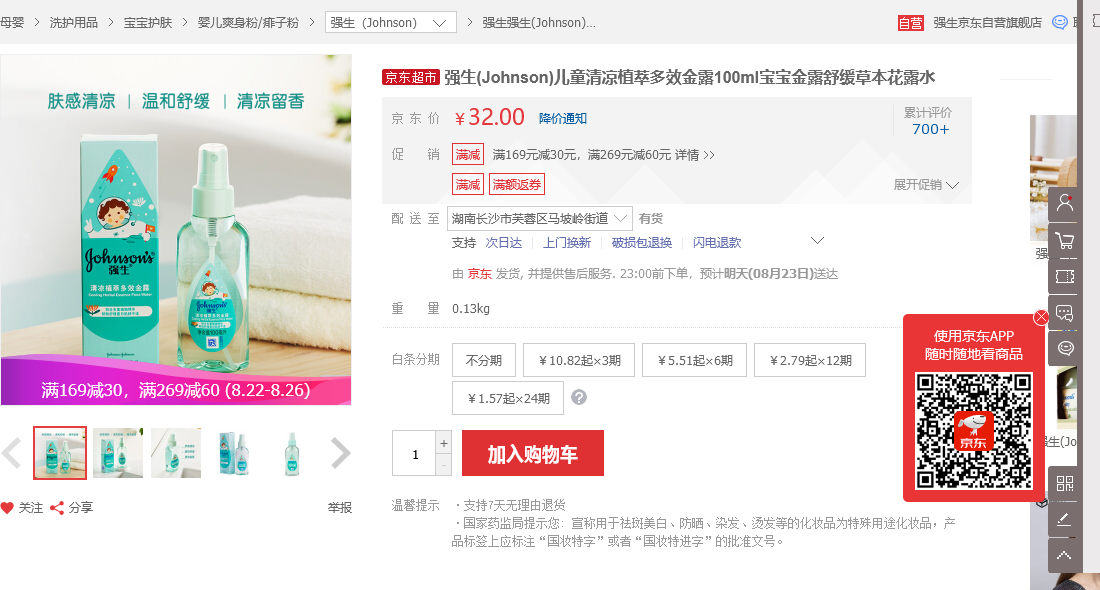 母婴 > 洗护用品 > 宝宝护肤 > 婴儿爽身粉/痱子粉 > 强生（Johnson） > 强生强生(Johnson)...
自营 强生京东自营旗舰店
肤感清凉 | 温和舒缓 | 清凉留香
Johnson's
强生
清凉植萃多效金露
Johnson's
强生
满169减30，满269减60 (8.22-8.26)
关注 分享 举报
京东超市 强生(Johnson)儿童清凉植萃多效金露100ml宝宝金露舒缓草本花露水
京东价 ￥32.00 降价通知
累计评价
700+
促销 满减 满169元减30元，满269元减60元 详情 >>
满减 满额返券 展开促销
配送至 湖南长沙市芙蓉区马坡岭街道 有货
支持 次日达 | 上门换新 | 破损包退换 | 闪电退款
由 京东 发货, 并提供售后服务. 23:00前下单，预计明天(08月23日)送达
重量 0.13kg
白条分期 不分期 ￥10.82起×3期 ￥5.51起×6期 ￥2.79起×12期
￥1.57起×24期 ?
1 + - 加入购物车
温馨提示 ·支持7天无理由退货
·国家药监局提示您：宣称用于祛斑美白、防晒、染发、烫发等的化妆品为特殊用途化妆品，产
品标签上应标注“国妆特字”或者“国妆特进字”的批准文号。
使用京东APP
随时随地看商品
京东
强
生(Jo